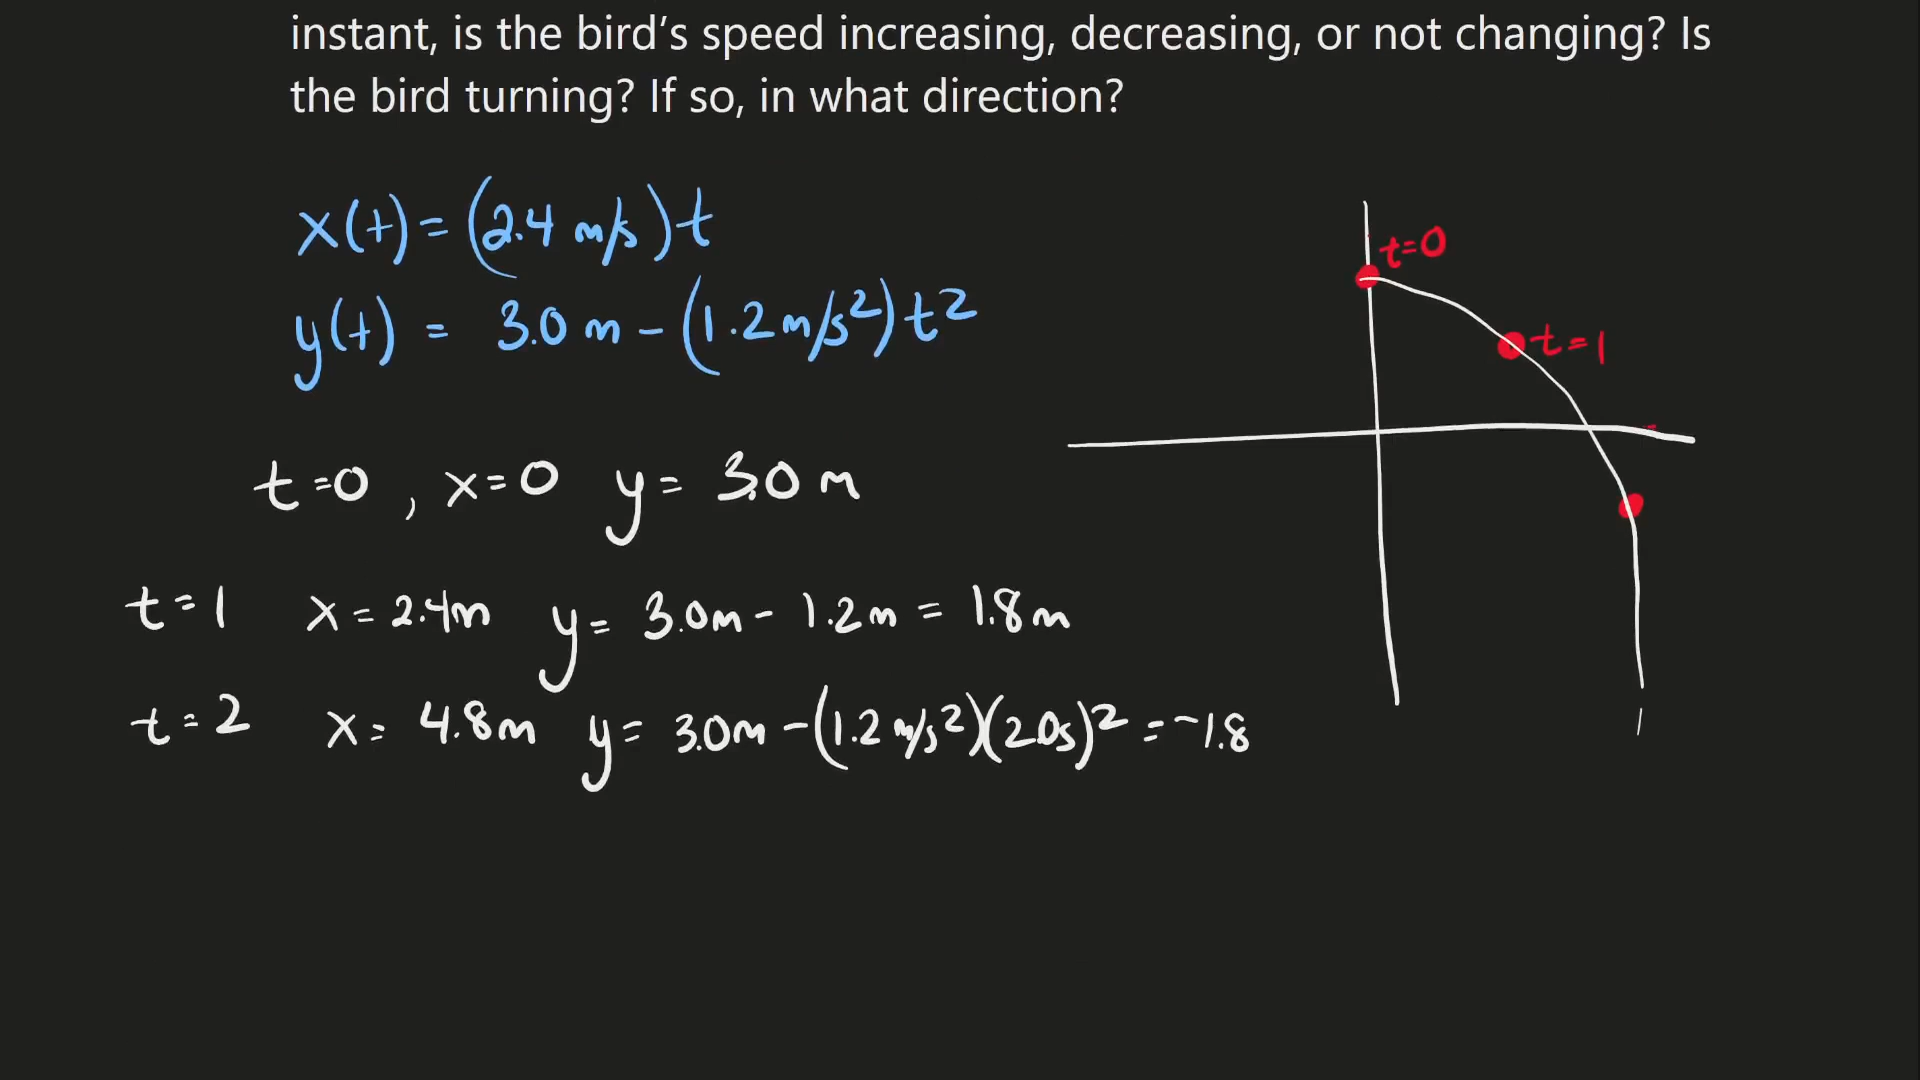 instant, is the bird’s speed increasing, decreasing, or not changing? Is
the bird turning? If so, in what direction?
x(t) = (2.4 m/s)t
y(t) = 3.0 m - (1.2 m/s²)t²
t=0
t=1
t=0, x=0 y= 3.0 m
t=1 x = 2.4m y= 3.0m - 1.2m = 1.8m
t=2 x= 4.8m y= 3.0m - (1.2 m/s²)(2.0s)² = -1.8